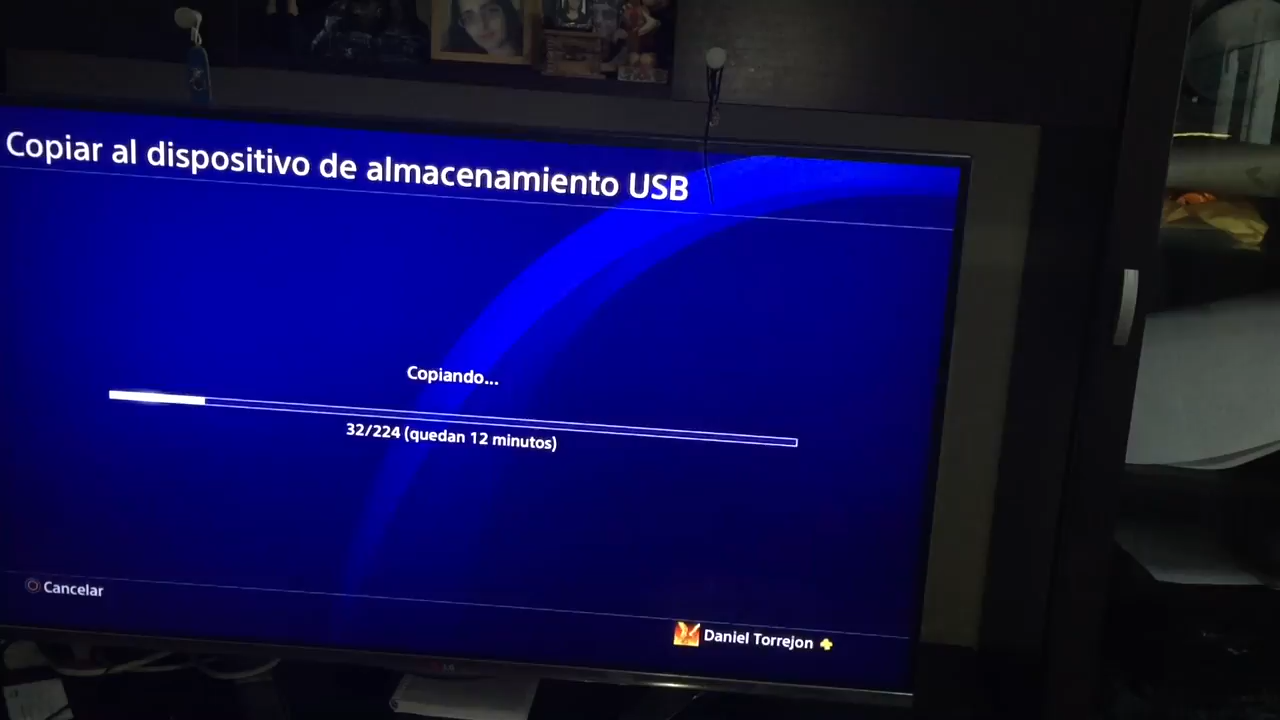 Copiar al dispositivo de almacenamiento USB
Copiando...
32/224 (quedan 12 minutos)
Cancelar
Daniel Torrejon